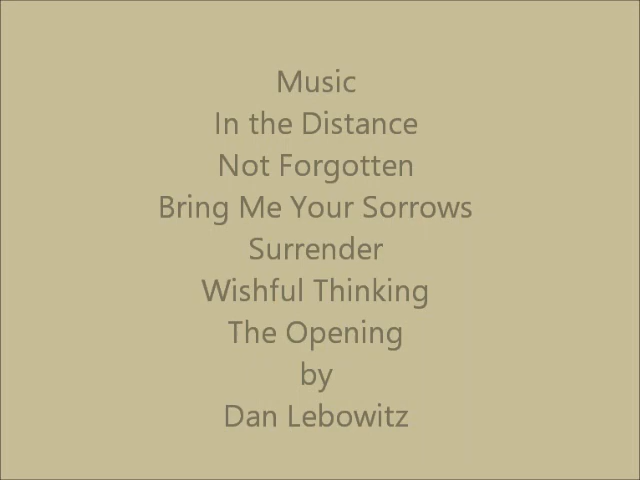 Music
In the Distance
Not Forgotten
Bring Me Your Sorrows
Surrender
Wishful Thinking
The Opening
by
Dan Lebowitz